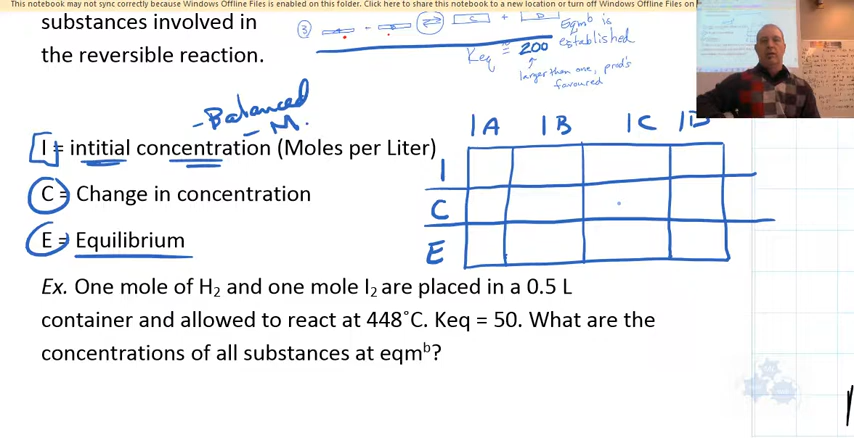 This notebook may not sync correctly because Windows Offline Files is enabled on this folder. Click here to share this notebook to a new location or turn off Windows Offline Files on
substances involved in
the reversible reaction.
③
C + D
Eqmb is
established
Keq = 200
larger than one, prod's
favoured
- Balanced
- M.
I = intitial concentration (Moles per Liter)
C = Change in concentration
E = Equilibrium
1A 1B 1C 1D
I
C
E
Ex. One mole of H₂ and one mole I₂ are placed in a 0.5 L
container and allowed to react at 448˚C. Keq = 50. What are the
concentrations of all substances at eqmᵇ?